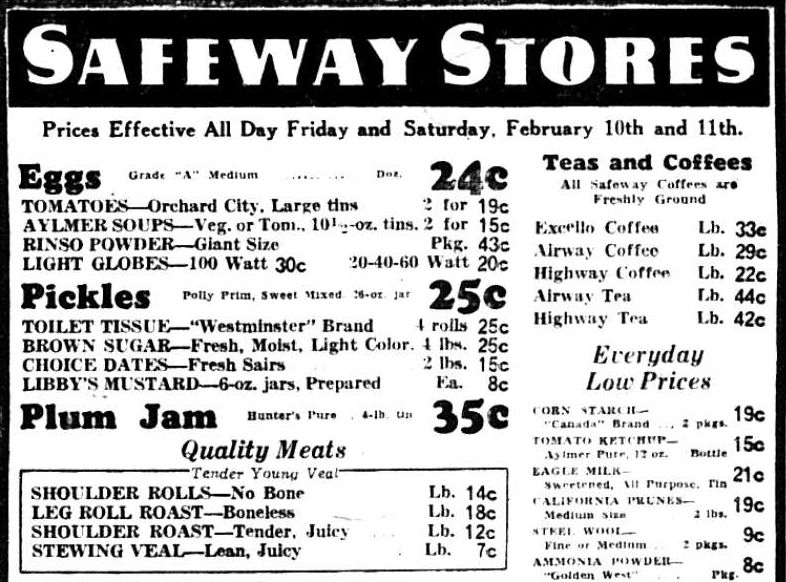 SAFEWAY STORES
Prices Effective All Day Friday and Saturday, February 10th and 11th.
Eggs Grade "A" Medium ........... Doz. 24c
TOMATOES—Orchard City, Large tins 2 for 19c
AYLMER SOUPS—Veg. or Tom., 10½-oz. tins. 2 for 15c
RINSO POWDER—Giant Size Pkg. 43c
LIGHT GLOBES—100 Watt 30c 20-40-60 Watt 20c
Pickles Polly Prim, Sweet Mixed 26-oz. jar 25c
TOILET TISSUE—"Westminster" Brand 4 rolls 25c
BROWN SUGAR—Fresh, Moist, Light Color. 4 lbs. 25c
CHOICE DATES—Fresh Sairs 2 lbs. 15c
LIBBY'S MUSTARD—6-oz. jars, Prepared Ea. 8c
Plum Jam Hunter's Pure . 4-lb. tin 35c
Quality Meats
Tender Young Veal
SHOULDER ROLLS—No Bone Lb. 14c
LEG ROLL ROAST—Boneless Lb. 18c
SHOULDER ROAST—Tender, Juicy Lb. 12c
STEWING VEAL—Lean, Juicy Lb. 7c
Teas and Coffees
All Safeway Coffees are
Freshly Ground
Excello Coffee Lb. 33c
Airway Coffee Lb. 29c
Highway Coffee Lb. 22c
Airway Tea Lb. 44c
Highway Tea Lb. 42c
Everyday
Low Prices
CORN STARCH—
"Canada" Brand .. 2 pkgs. 19c
TOMATO KETCHUP—
Aylmer Pure, 12 oz. Bottle 15c
EAGLE MILK—
Sweetened, All Purpose, Tin 21c
CALIFORNIA PRUNES—
Medium Size 2 lbs. 19c
STEEL WOOL—
Fine or Medium .. 2 pkgs. 9c
AMMONIA POWDER—
"Golden West" Pkg. 8c